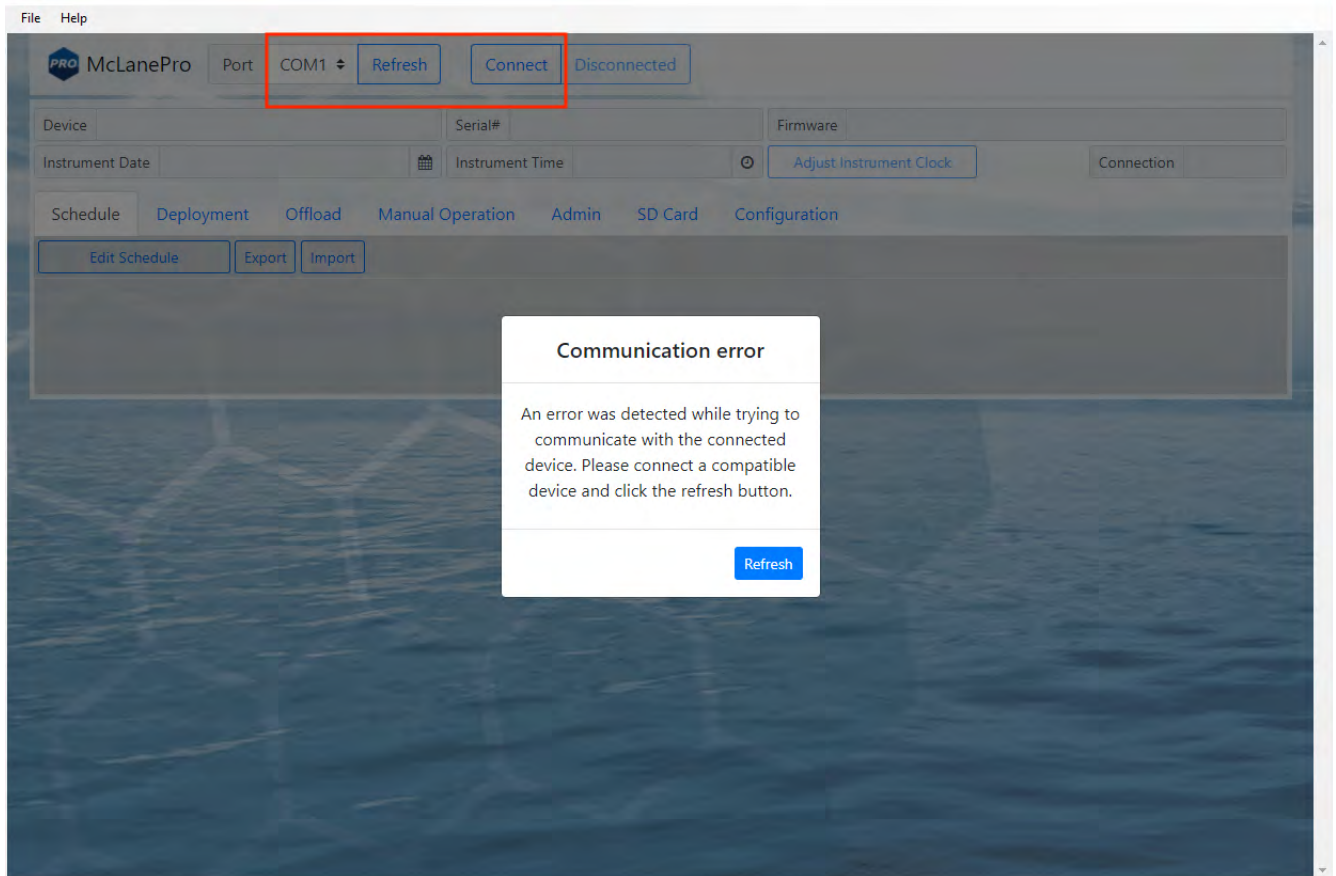 File Help
PRO McLanePro Port COM1 Refresh Connect Disconnected
Device Serial# Firmware
Instrument Date Instrument Time Adjust Instrument Clock Connection
Schedule Deployment Offload Manual Operation Admin SD Card Configuration
Edit Schedule Export Import
Communication error
An error was detected while trying to
communicate with the connected
device. Please connect a compatible
device and click the refresh button.
Refresh